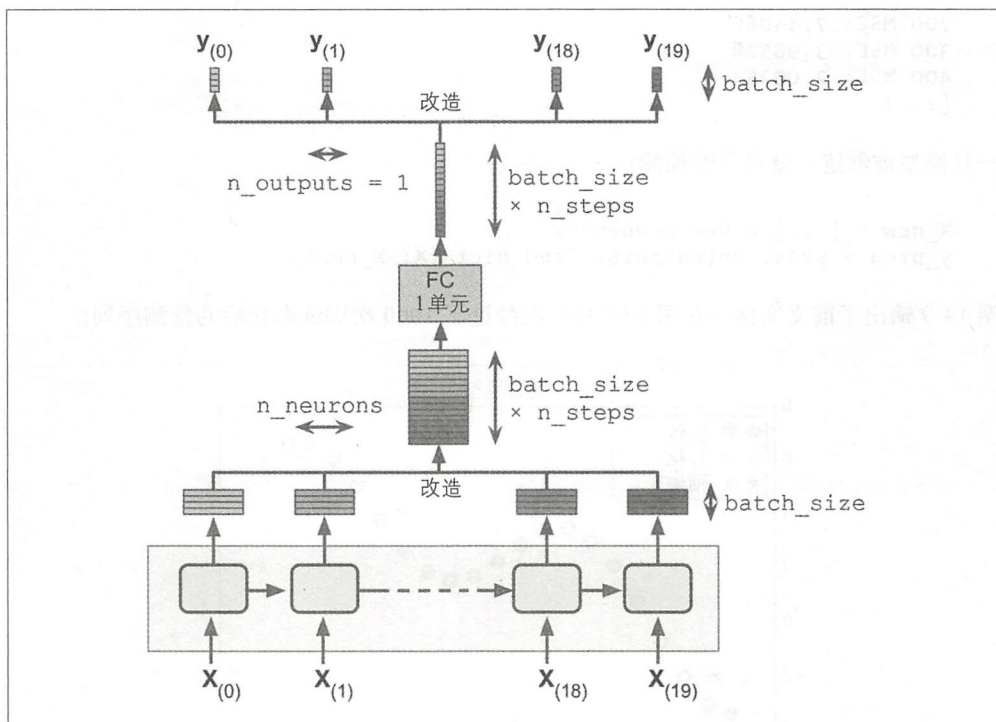 y(0) y(1) y(18) y(19)
batch_size
改造
n_outputs = 1
batch_size
× n_steps
FC
1单元
n_neurons
batch_size
× n_steps
改造
batch_size
X(0) X(1) X(18) X(19)